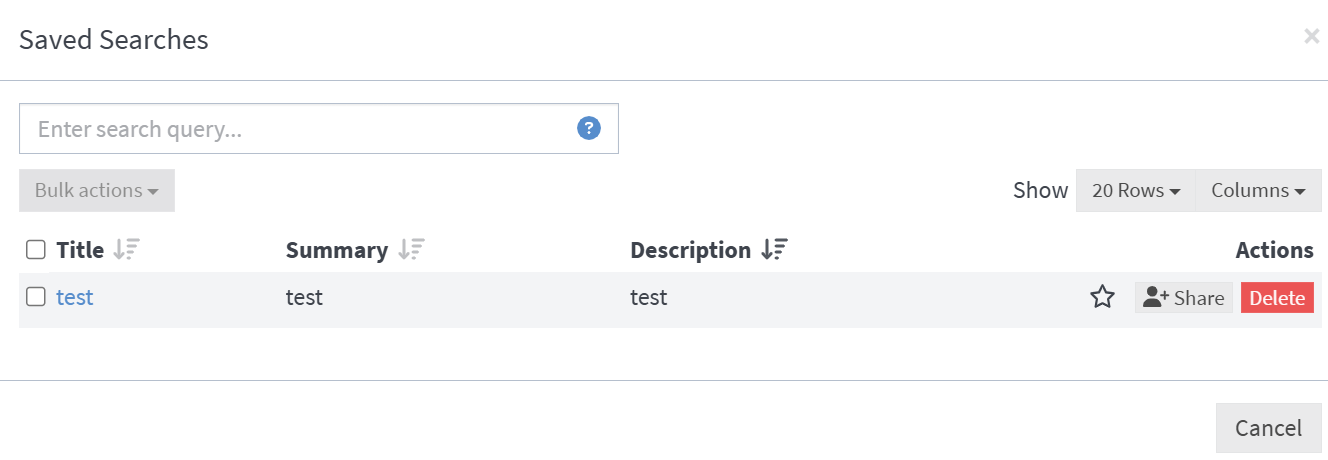 Saved Searches ×
Enter search query... ?
Bulk actions Show 20 Rows Columns
Title Summary Description Actions
test test test Share Delete
Cancel